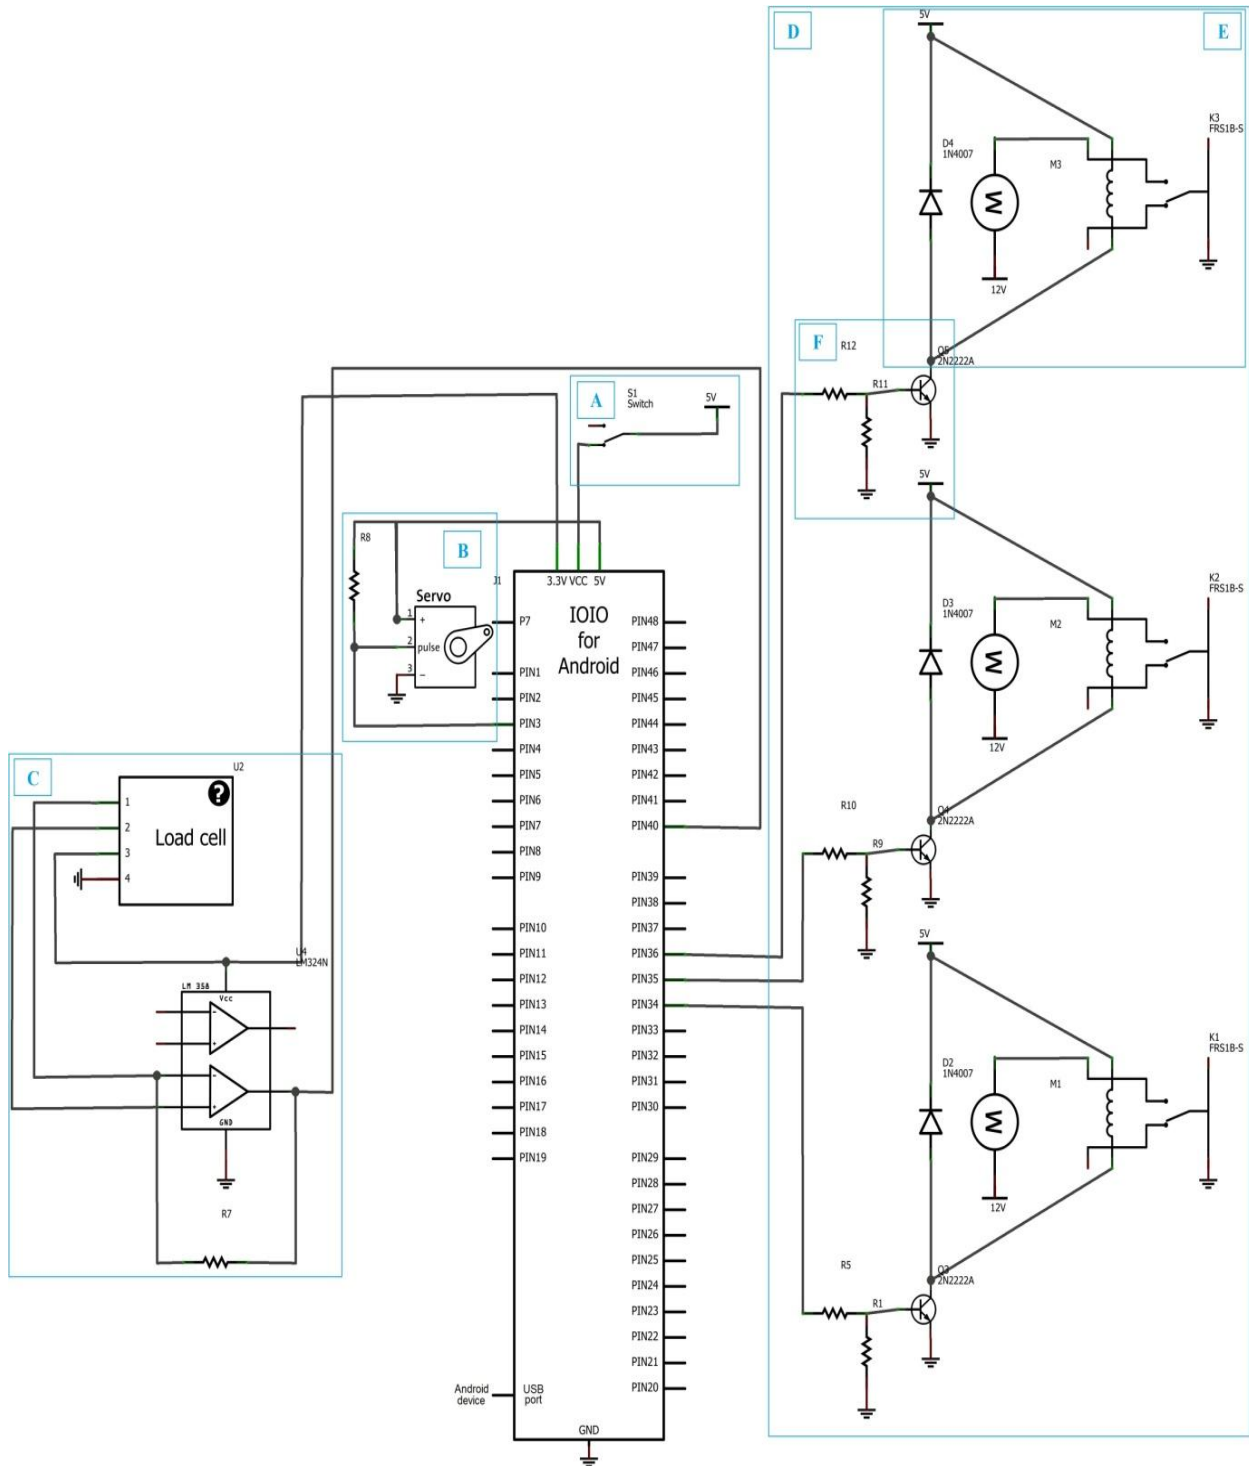 D
5V
E
K3
FRS1B-S
D4
1N4007
M3
M
12V
F
R12
Q5
2N2222A
R11
A
S1
Switch
5V
5V
B
R8
J1
3.3V VCC 5V
IOIO
for
Android
Servo
1 +
2 pulse
3 −
P7
PIN1
PIN2
PIN3
PIN4
PIN5
PIN6
PIN7
PIN8
PIN9
PIN10
PIN11
PIN12
PIN13
PIN14
PIN15
PIN16
PIN17
PIN18
PIN19
PIN48
PIN47
PIN46
PIN45
PIN44
PIN43
PIN42
PIN41
PIN40
PIN39
PIN38
PIN37
PIN36
PIN35
PIN34
PIN33
PIN32
PIN31
PIN30
PIN29
PIN28
PIN27
PIN26
PIN25
PIN24
PIN23
PIN22
PIN21
PIN20
Android
device
USB
port
GND
C
U2
?
1
2
3
4
Load cell
U4
LM324N
LM 358
Vcc
-
+
-
+
GND
R7
K2
FRS1B-S
D3
1N4007
M2
M
12V
R10
Q4
2N2222A
R9
5V
K1
FRS1B-S
D2
1N4007
M1
M
12V
R5
Q3
2N2222A
R1